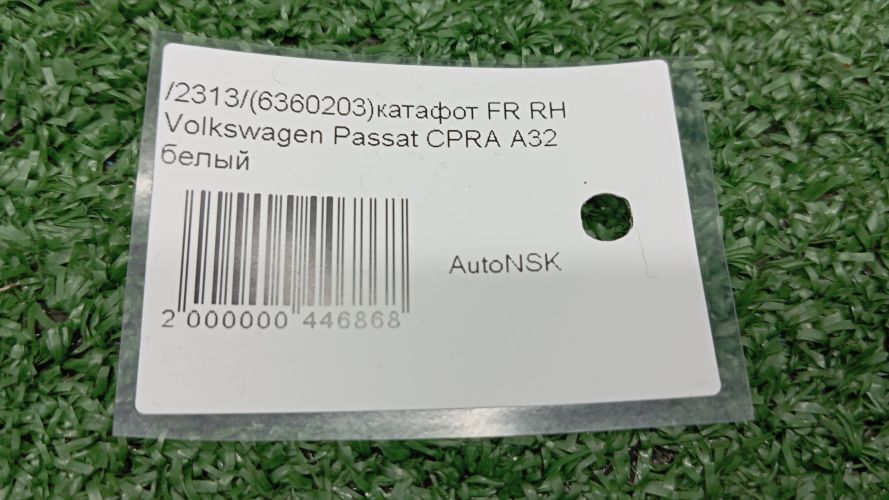 /2313/(6360203)катафот FR RH
Volkswagen Passat CPRA A32
белый
AutoNSK
2 000000 446868